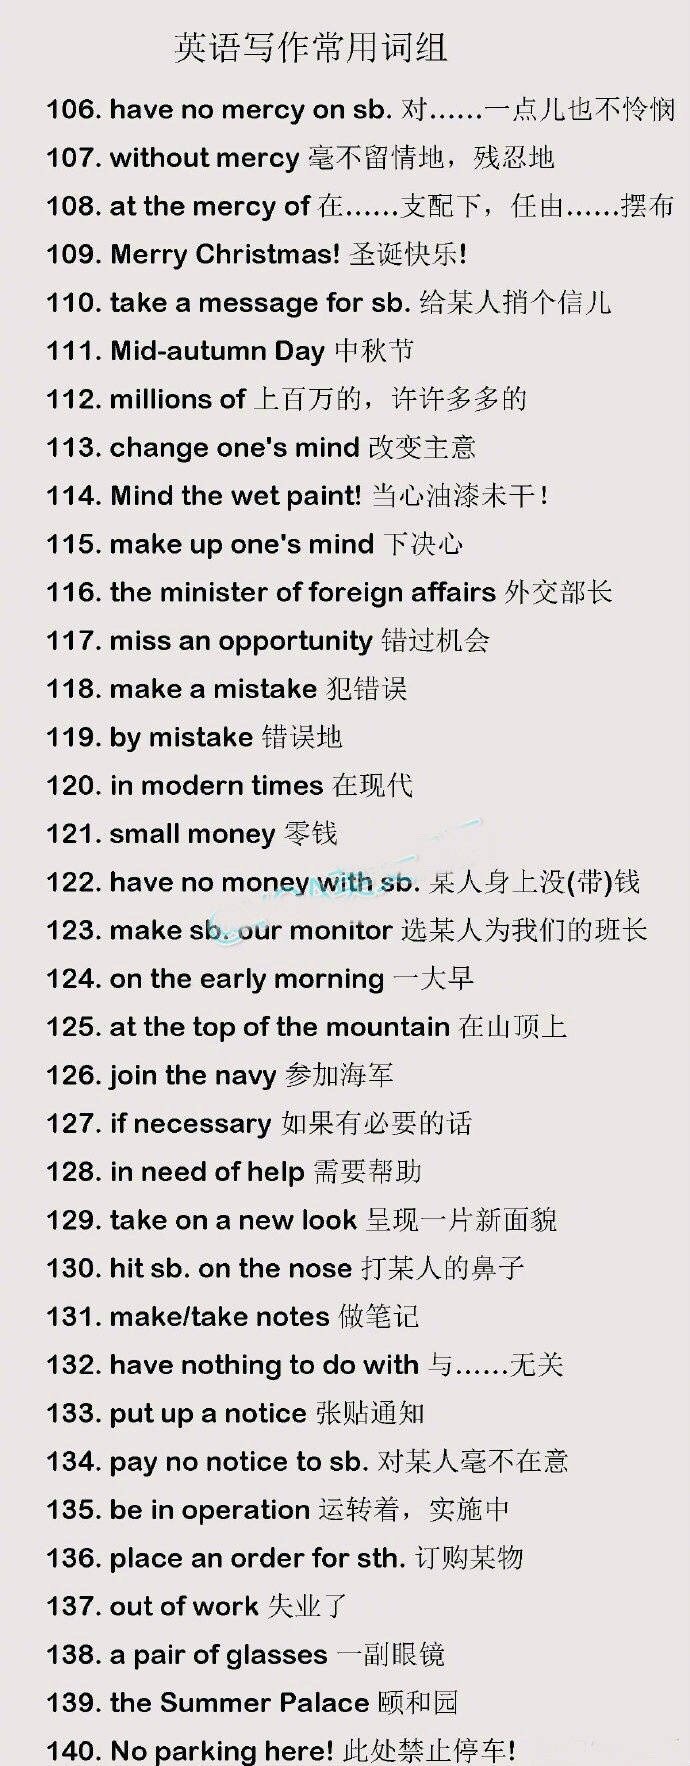 英语写作常用词组
106. have no mercy on sb. 对……一点儿也不怜悯
107. without mercy 毫不留情地，残忍地
108. at the mercy of 在……支配下，任由……摆布
109. Merry Christmas! 圣诞快乐!
110. take a message for sb. 给某人捎个信儿
111. Mid-autumn Day 中秋节
112. millions of 上百万的，许许多多的
113. change one's mind 改变主意
114. Mind the wet paint! 当心油漆未干!
115. make up one's mind 下决心
116. the minister of foreign affairs 外交部长
117. miss an opportunity 错过机会
118. make a mistake 犯错误
119. by mistake 错误地
120. in modern times 在现代
121. small money 零钱
122. have no money with sb. 某人身上没(带)钱
123. make sb. our monitor 选某人为我们的班长
124. on the early morning 一大早
125. at the top of the mountain 在山顶上
126. join the navy 参加海军
127. if necessary 如果有必要的话
128. in need of help 需要帮助
129. take on a new look 呈现一片新面貌
130. hit sb. on the nose 打某人的鼻子
131. make/take notes 做笔记
132. have nothing to do with 与……无关
133. put up a notice 张贴通知
134. pay no notice to sb. 对某人毫不在意
135. be in operation 运转着，实施中
136. place an order for sth. 订购某物
137. out of work 失业了
138. a pair of glasses 一副眼镜
139. the Summer Palace 颐和园
140. No parking here! 此处禁止停车!